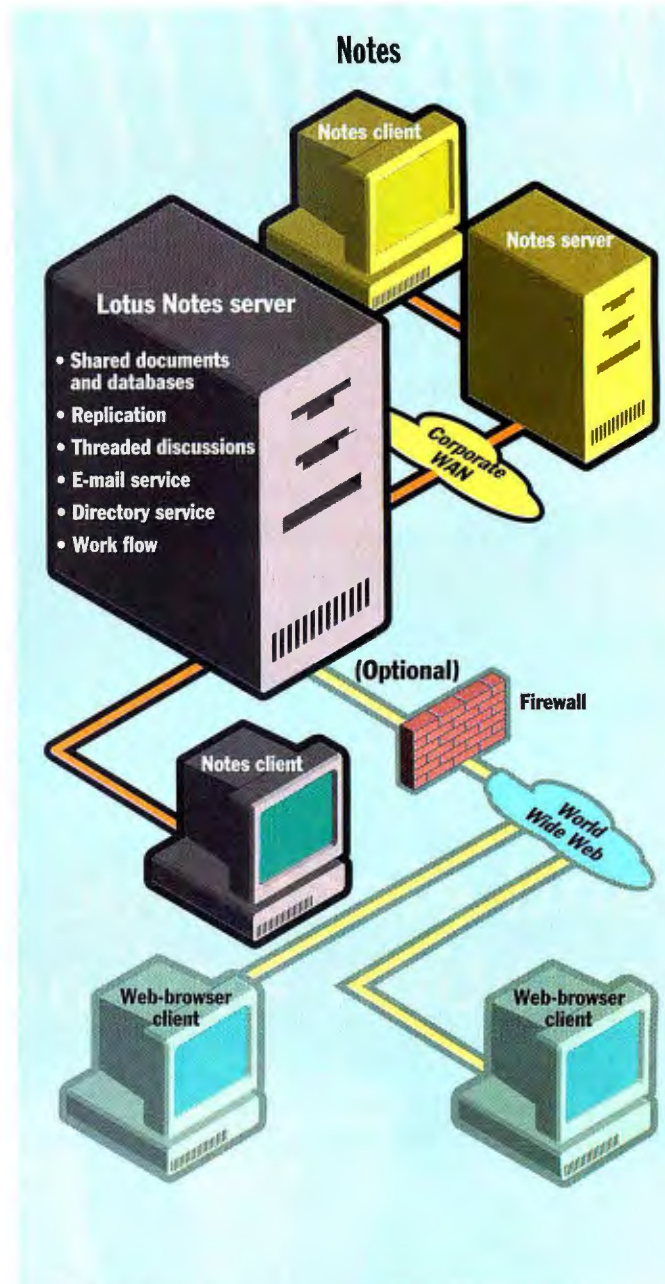 Notes
Notes client
Notes server
Lotus Notes server
• Shared documents
and databases
• Replication
• Threaded discussions
• E-mail service
• Directory service
• Work flow
Corporate
WAN
(Optional)
Firewall
Notes client
World
Wide Web
Web-browser
client
Web-browser
client